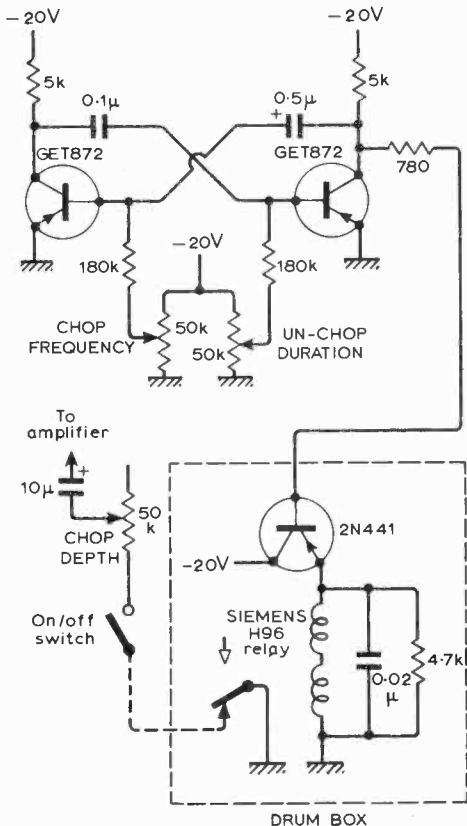 −20V
−20V
5k
5k
0·1μ
+ 0·5μ
GET872
GET872
780
−20V
180k
180k
CHOP
FREQUENCY
50k
50k
UN-CHOP
DURATION
To
amplifier
+
10μ
50
k
CHOP
DEPTH
2N441
−20V
On/off
switch
SIEMENS
H96
relay
0·02
μ
4·7k
DRUM BOX